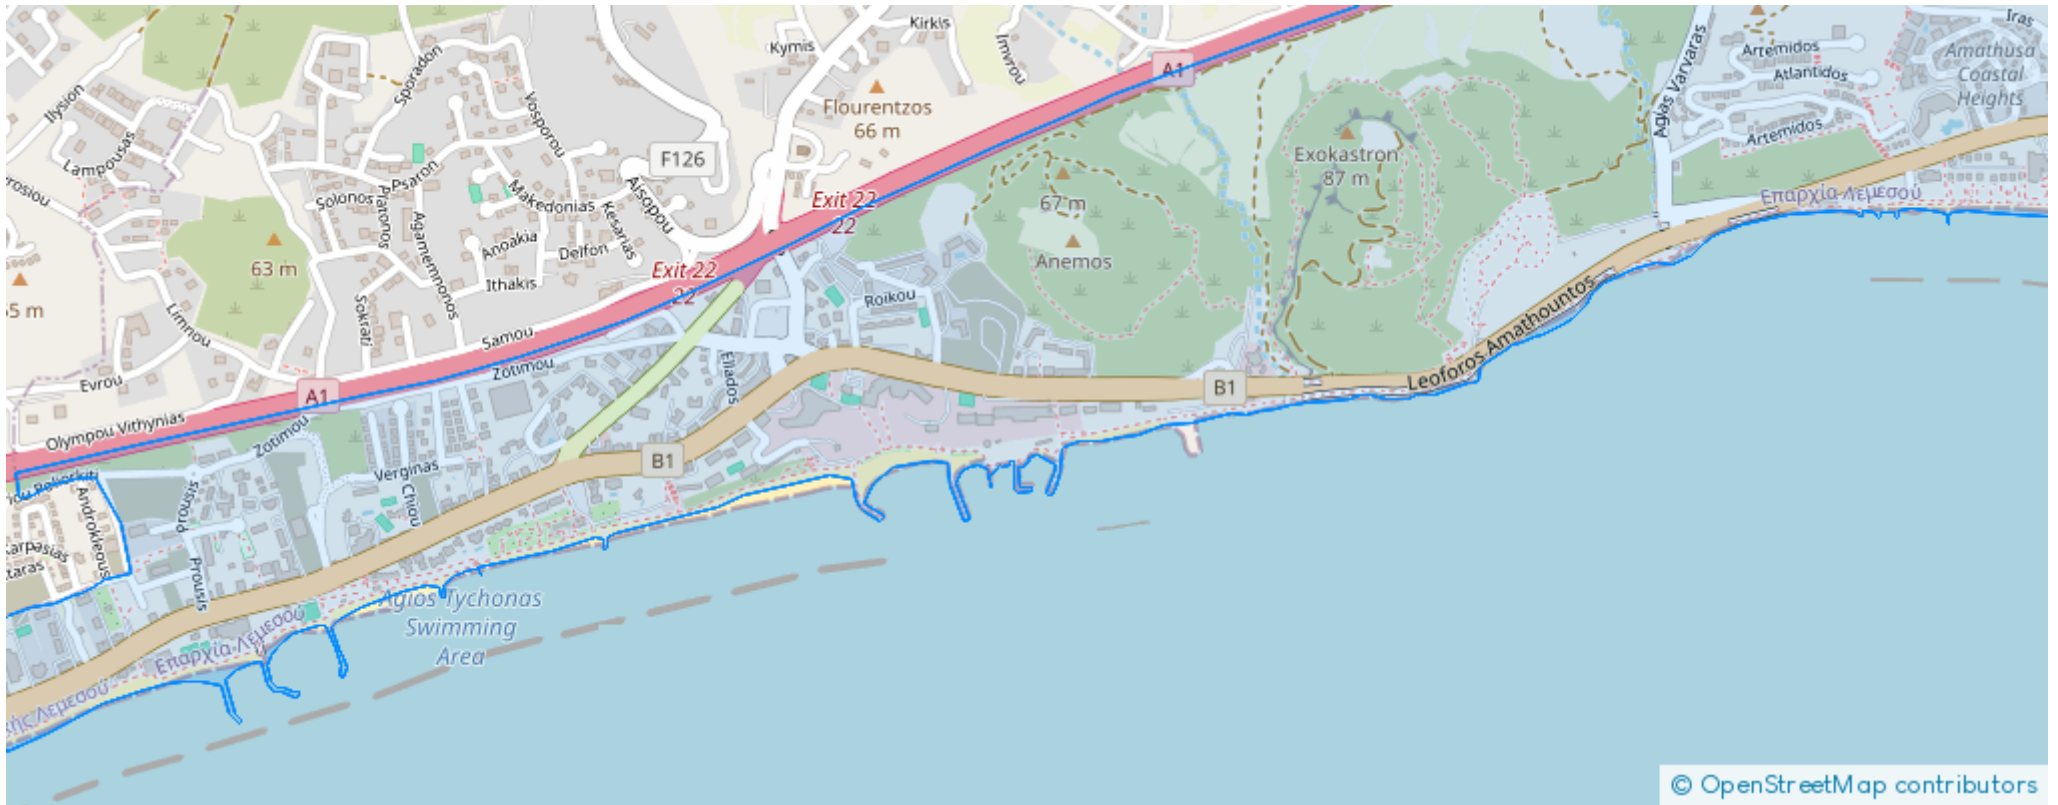 Kirkis
Kymis
Imvrou
A1
Iras
Artemidos
Amathusa
Coastal
Heights
Atlantidos
Artemidos
Agias Varvaras
Ilysion
Sporadon
Vosporou
Flourentzos
66 m
Lampousas
F126
Exokastron
87 m
Psaron
Solonos
Platonos
Makedonias
Aisopou
Kesarias
Exit 22
22
67 m
Επαρχία Λεμεσού
Agamemnonos
Anoakia
Delfon
Anemos
63 m
Exit 22
22
Ithakis
Sokrati
Limnou
Roikou
Leoforos Amathountos
Samou
Zotimou
Eliados
Evrou
A1
B1
Olympou Vithynias
Zotimou
B1
Verginas
Chiou
Androkleous
Prousis
Karpasias
Prousis
Agios Tychonas
Swimming
Area
Επαρχία Λεμεσού
Λεμεσού
© OpenStreetMap contributors